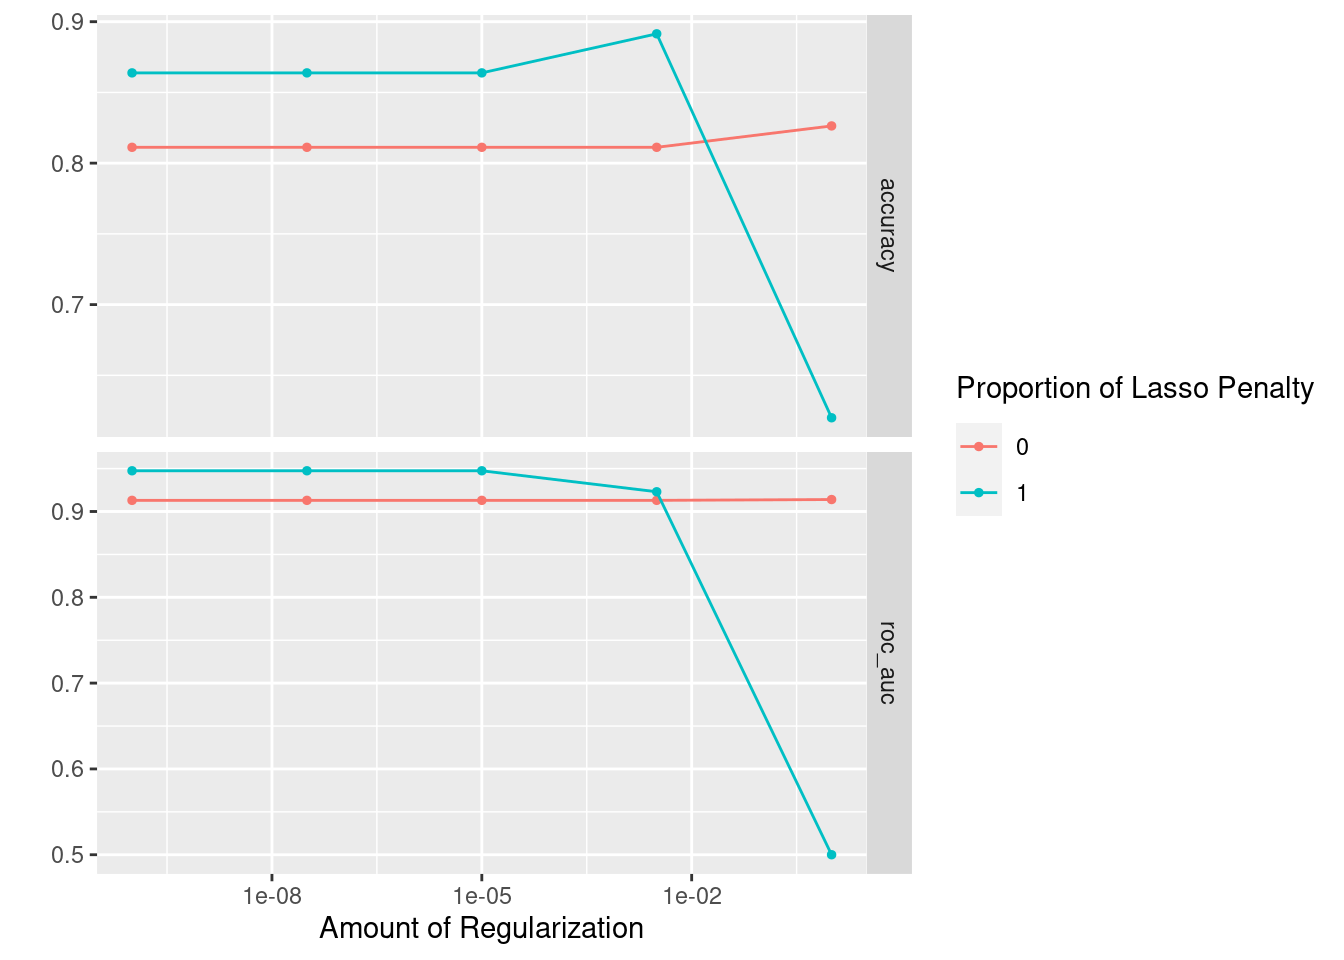 0.9
0.8
0.7
accuracy
0.9
0.8
0.7
0.6
0.5
roc_auc
1e-08
1e-05
1e-02
Amount of Regularization
Proportion of Lasso Penalty
0
1